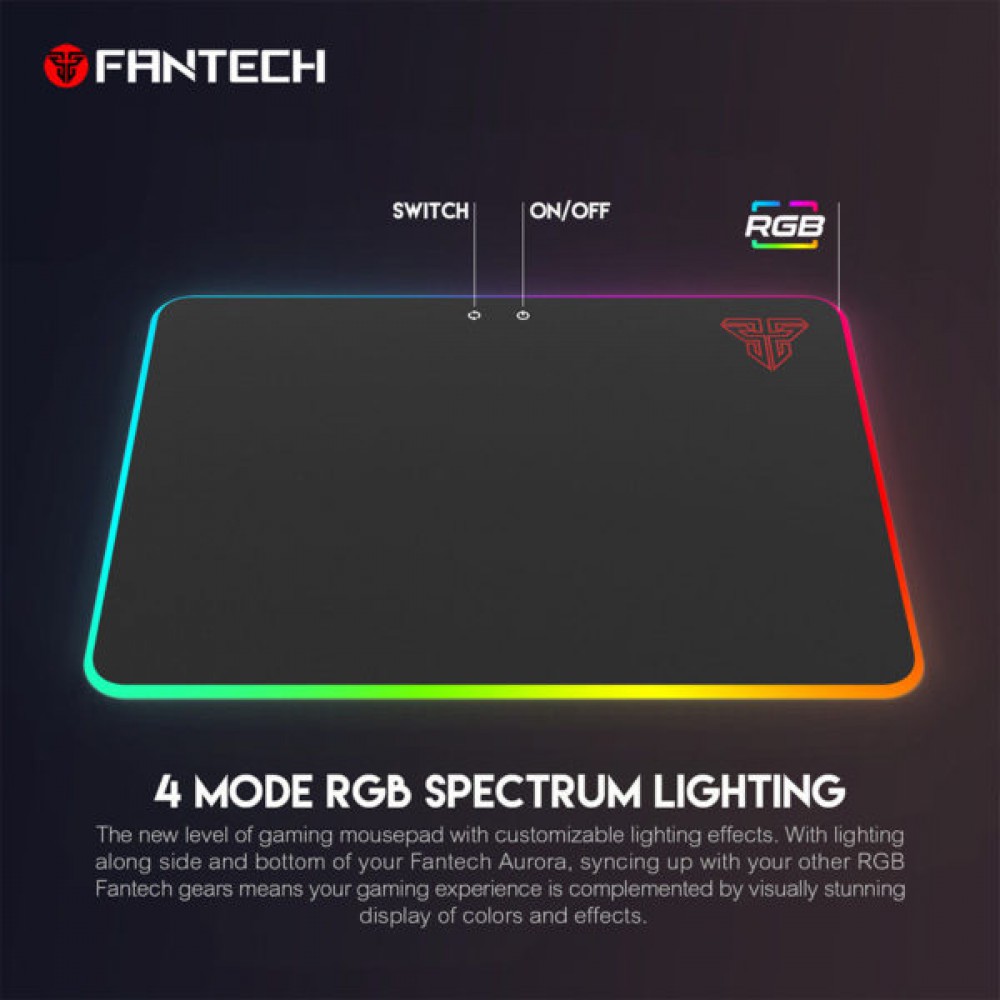 FANTECH
SWITCH
ON/OFF
RGB
4 MODE RGB SPECTRUM LIGHTING
The new level of gaming mousepad with customizable lighting effects. With lighting
along side and bottom of your Fantech Aurora, syncing up with your other RGB
Fantech gears means your gaming experience is complemented by visually stunning
display of colors and effects.